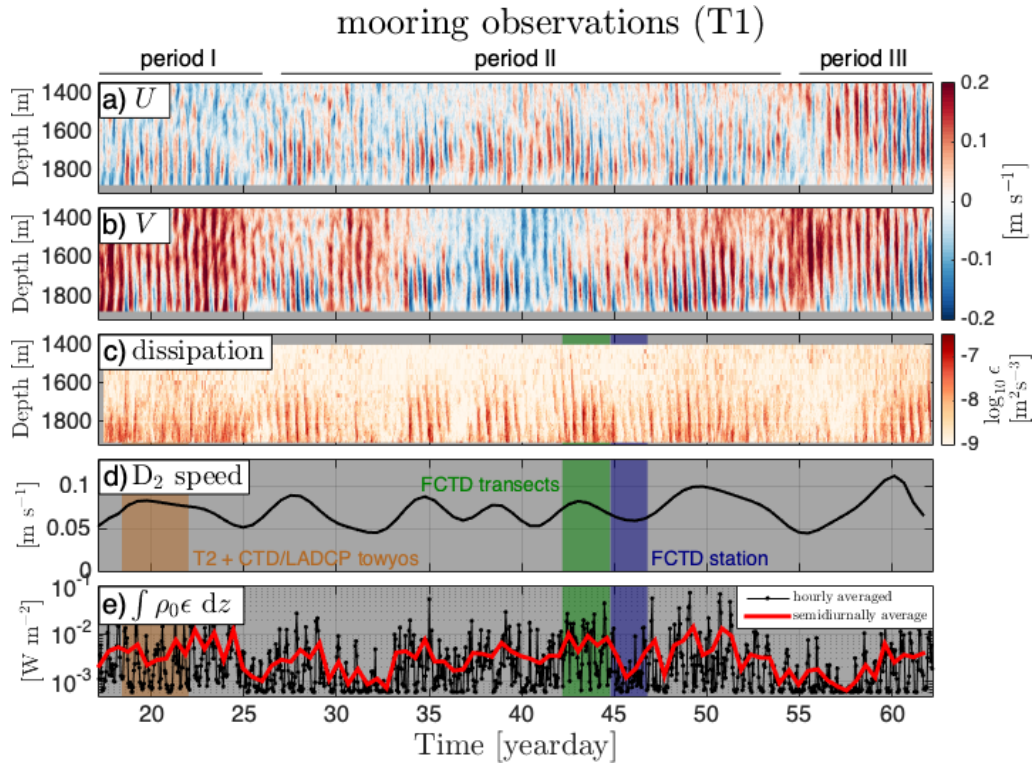 mooring observations (T1)
period I period II period III
a) U
Depth [m]
1400
1600
1800
b) V
Depth [m]
1400
1600
1800
0.2
0.1
0
-0.1
-0.2
[m s⁻¹]
c) dissipation
Depth [m]
1400
1600
1800
-7
-8
-9
log₁₀ ϵ
[m²s⁻³]
d) D₂ speed
[m s⁻¹]
0.1
0.05
0
FCTD transects
T2 + CTD/LADCP towyos
FCTD station
e) ∫ ρ₀ϵ dz
[W m⁻²]
10⁻¹
10⁻²
10⁻³
hourly averaged
semidiurnally average
20 25 30 35 40 45 50 55 60
Time [yearday]